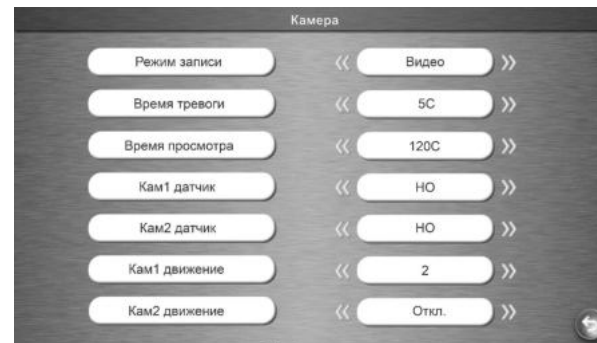 Камера
Режим записи « Видео »
Время тревоги « 5С »
Время просмотра « 120С »
Кам1 датчик « НО »
Кам2 датчик « НО »
Кам1 движение « 2 »
Кам2 движение « Откл. »